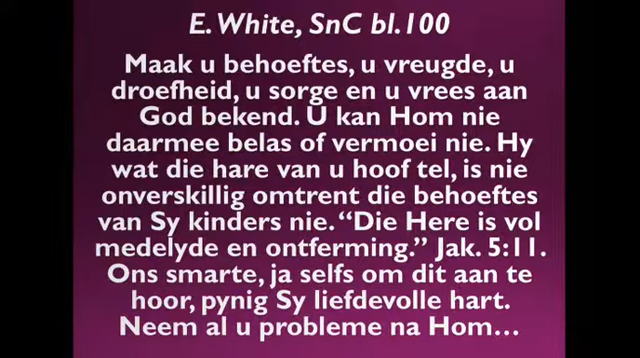 E. White, SnC bl.100
Maak u behoeftes, u vreugde, u
droefheid, u sorge en u vrees aan
God bekend. U kan Hom nie
daarmee belas of vermoei nie. Hy
wat die hare van u hoof tel, is nie
onverskillig omtrent die behoeftes
van Sy kinders nie. “Die Here is vol
medelyde en ontferming.” Jak. 5:11.
Ons smarte, ja selfs om dit aan te
hoor, pynig Sy liefdevolle hart.
Neem al u probleme na Hom...